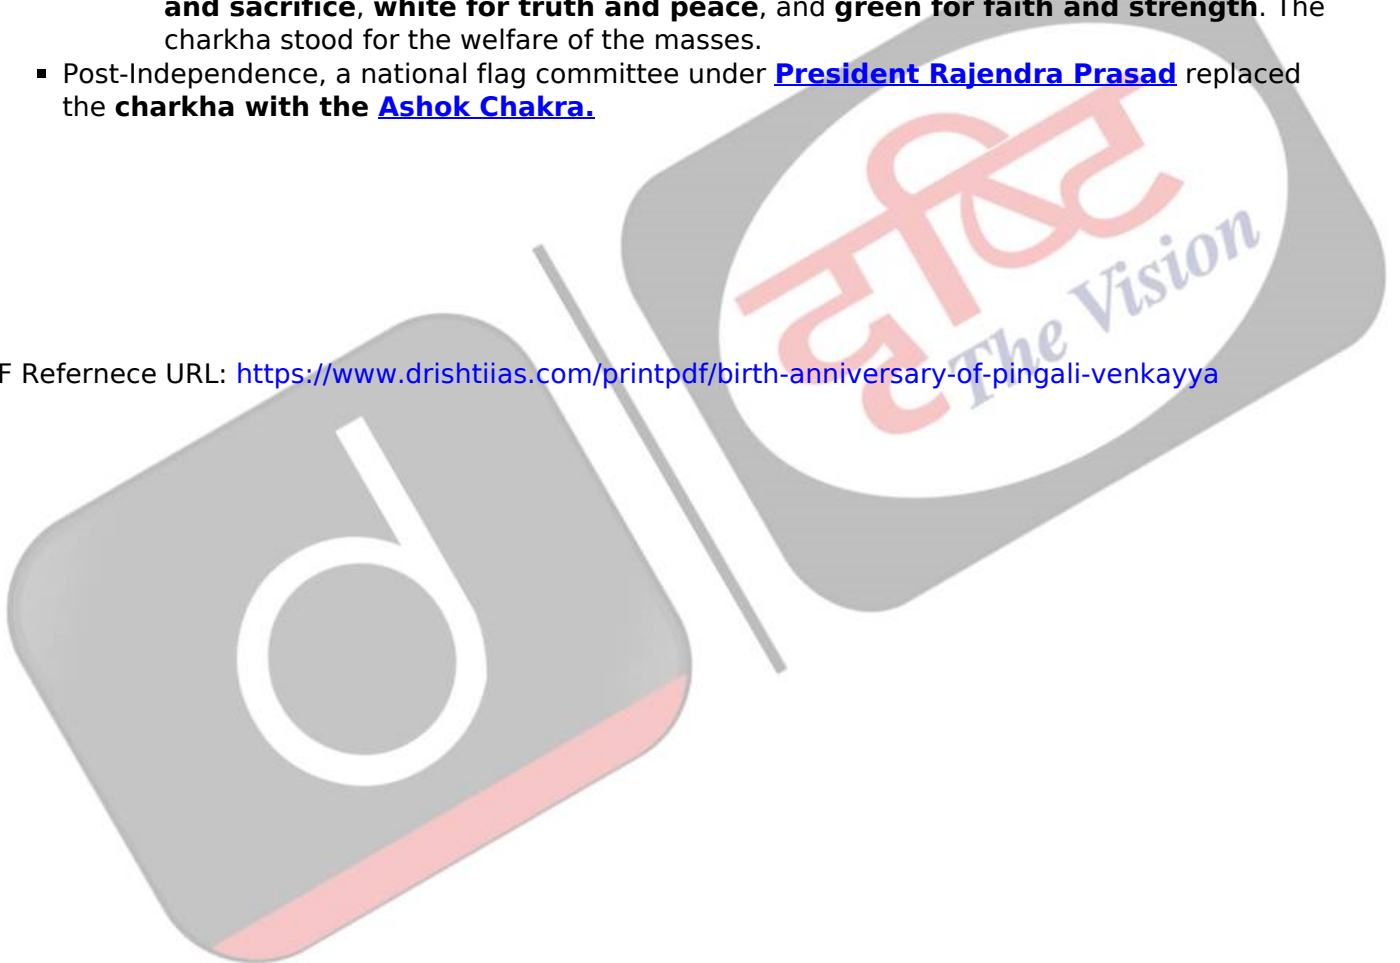 and sacrifice, white for truth and peace, and green for faith and strength. The
charkha stood for the welfare of the masses.
▪ Post-Independence, a national flag committee under President Rajendra Prasad replaced
the charkha with the Ashok Chakra.
दृष्टि
The Vision
F Refernece URL: https://www.drishtiias.com/printpdf/birth-anniversary-of-pingali-venkayya
d